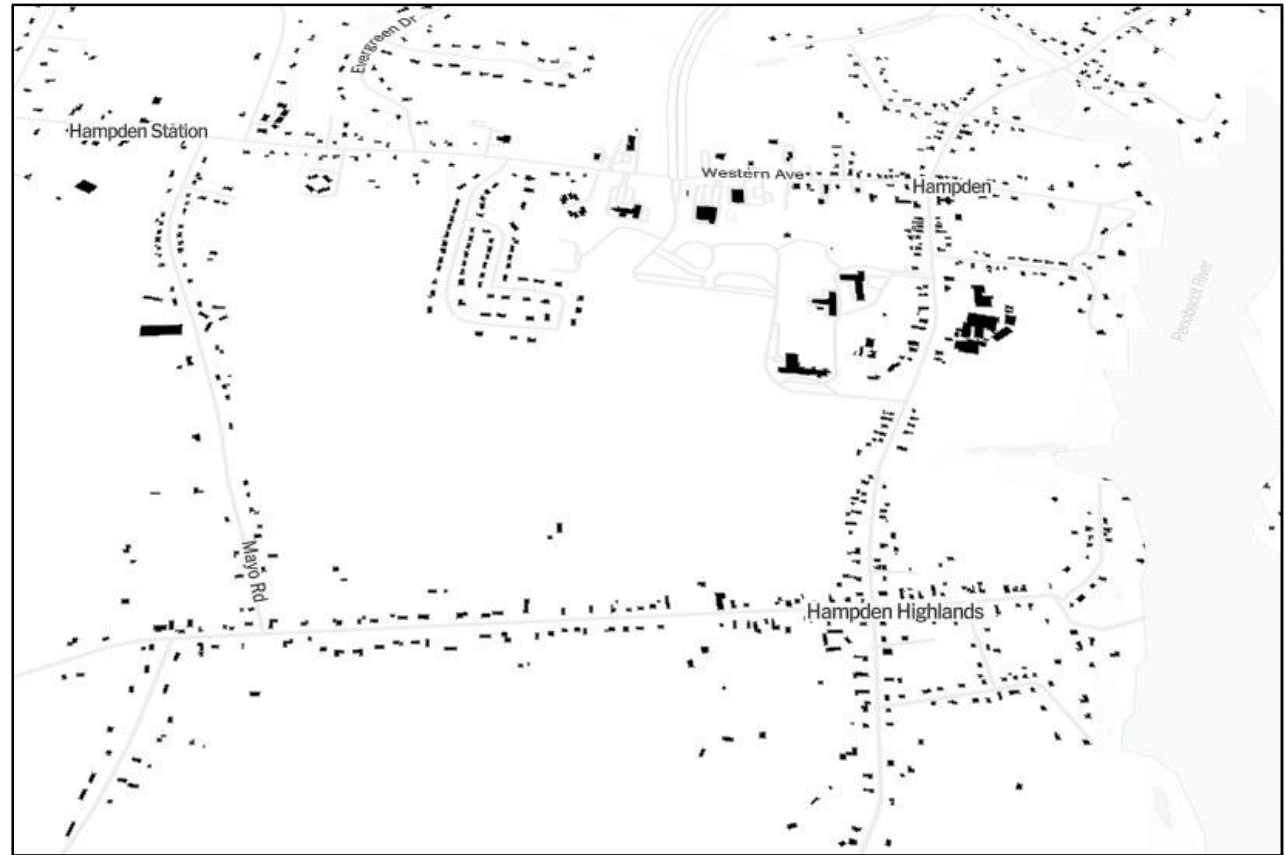 Evergreen Dr
Hampden Station
Western Ave
Hampden
Penobscot River
Mayo Rd
Hampden Highlands